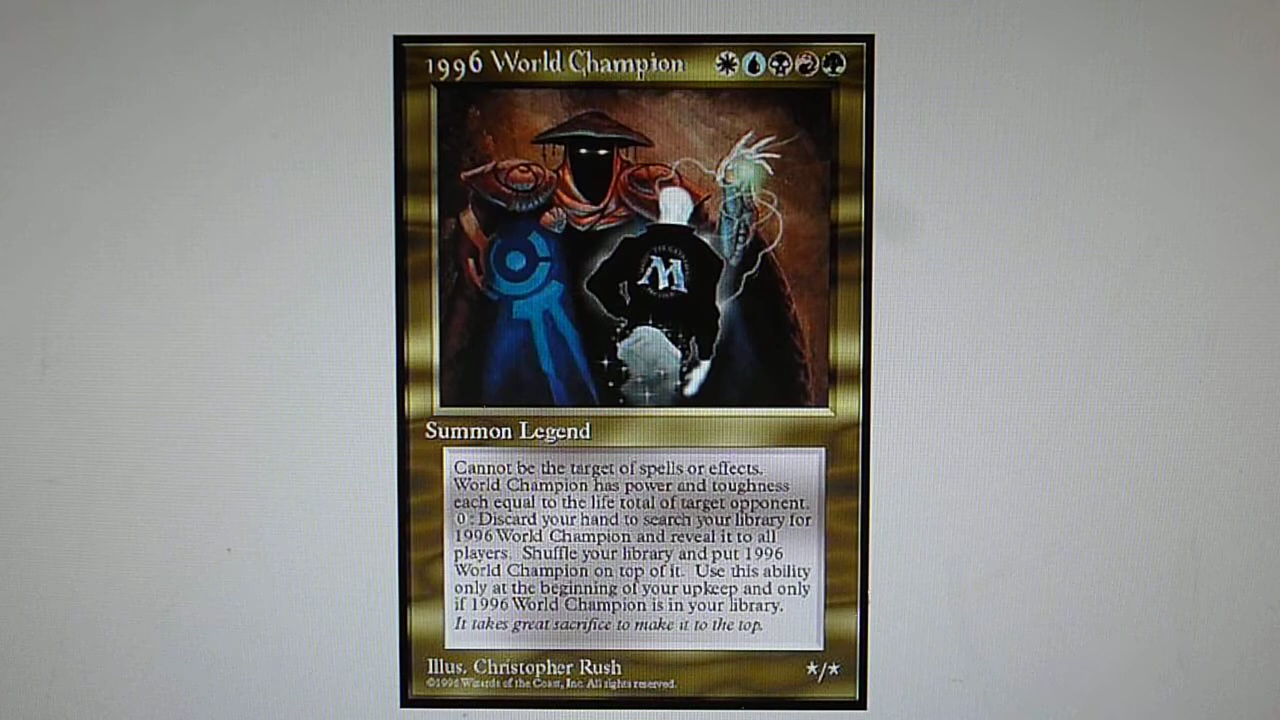 1996 World Champion
M
Summon Legend
Cannot be the target of spells or effects.
World Champion has power and toughness
each equal to the life total of target opponent.
0: Discard your hand to search your library for
1996 World Champion and reveal it to all
players. Shuffle your library and put 1996
World Champion on top of it. Use this ability
only at the beginning of your upkeep and only
if 1996 World Champion is in your library.
It takes great sacrifice to make it to the top.
Illus. Christopher Rush
*/*
©1996 Wizards of the Coast, Inc. All rights reserved.